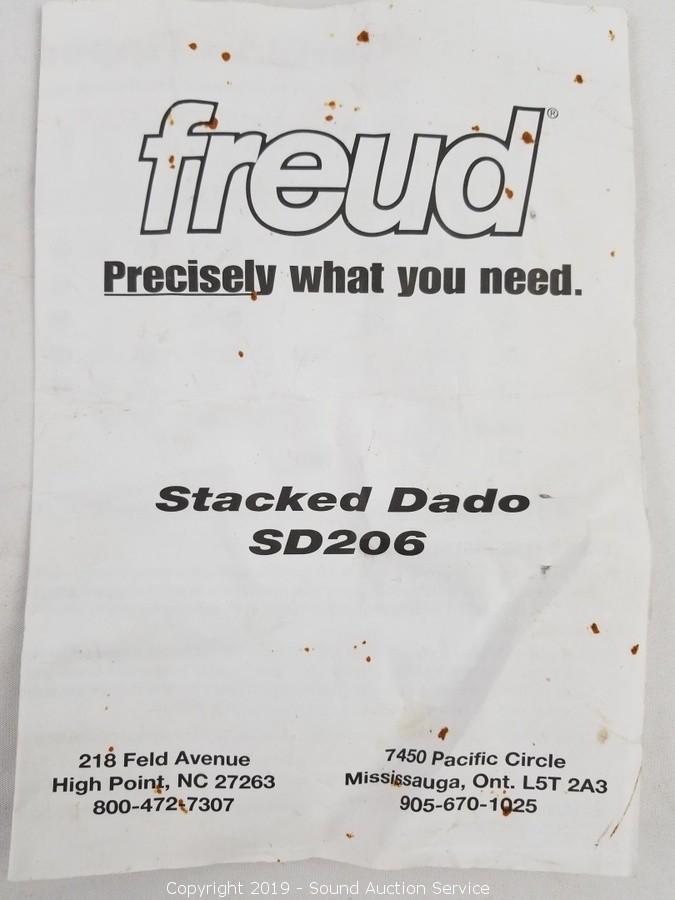 freud®
Precisely what you need.
Stacked Dado
SD206
218 Feld Avenue
High Point, NC 27263
800-472-7307
7450 Pacific Circle
Mississauga, Ont. L5T 2A3
905-670-1025
Copyright 2019 - Sound Auction Service